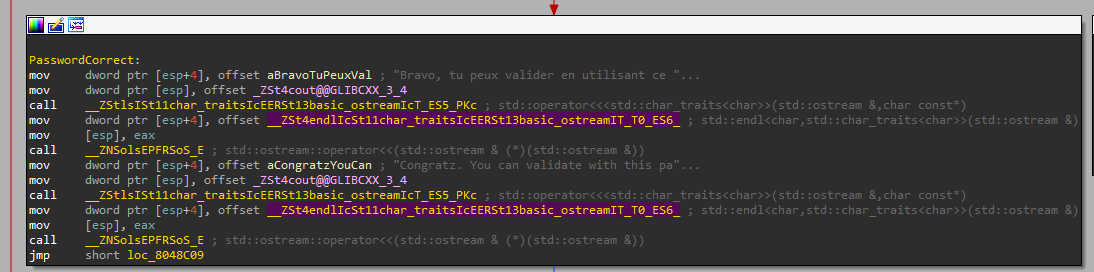 PasswordCorrect:
mov dword ptr [esp+4], offset aBravoTuPeuxVal ; "Bravo, tu peux valider en utilisant ce "...
mov dword ptr [esp], offset _ZSt4cout@@GLIBCXX_3_4
call __ZStlsISt11char_traitsIcEERSt13basic_ostreamIcT_ES5_PKc ; std::operator<<<std::char_traits<char>>(std::ostream &,char const*)
mov dword ptr [esp+4], offset __ZSt4endlIcSt11char_traitsIcEERSt13basic_ostreamIT_T0_ES6_ ; std::endl<char,std::char_traits<char>>(std::ostream &)
mov [esp], eax
call __ZNSolsEPFRSoS_E ; std::ostream::operator<<(std::ostream & (*)(std::ostream &))
mov dword ptr [esp+4], offset aCongratzYouCan ; "Congratz. You can validate with this pa"...
mov dword ptr [esp], offset _ZSt4cout@@GLIBCXX_3_4
call __ZStlsISt11char_traitsIcEERSt13basic_ostreamIcT_ES5_PKc ; std::operator<<<std::char_traits<char>>(std::ostream &,char const*)
mov dword ptr [esp+4], offset __ZSt4endlIcSt11char_traitsIcEERSt13basic_ostreamIT_T0_ES6_ ; std::endl<char,std::char_traits<char>>(std::ostream &)
mov [esp], eax
call __ZNSolsEPFRSoS_E ; std::ostream::operator<<(std::ostream & (*)(std::ostream &))
jmp short loc_8048C09